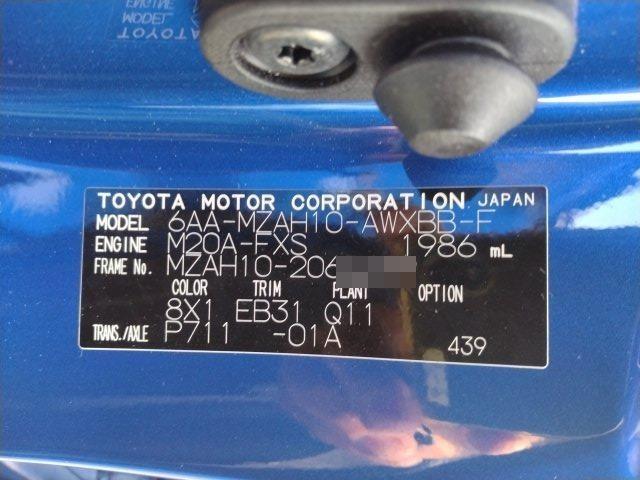 TOYOTA MOTOR CORPORATION. JAPAN
MODEL 6AA-MZAH10-AWXBB-F
ENGINE M20A-FXS 1986 mL
FRAME No. MZAH10-206
COLOR TRIM PLANT OPTION
8X1 EB31 Q11
TRANS./AXLE P711 -01A 439